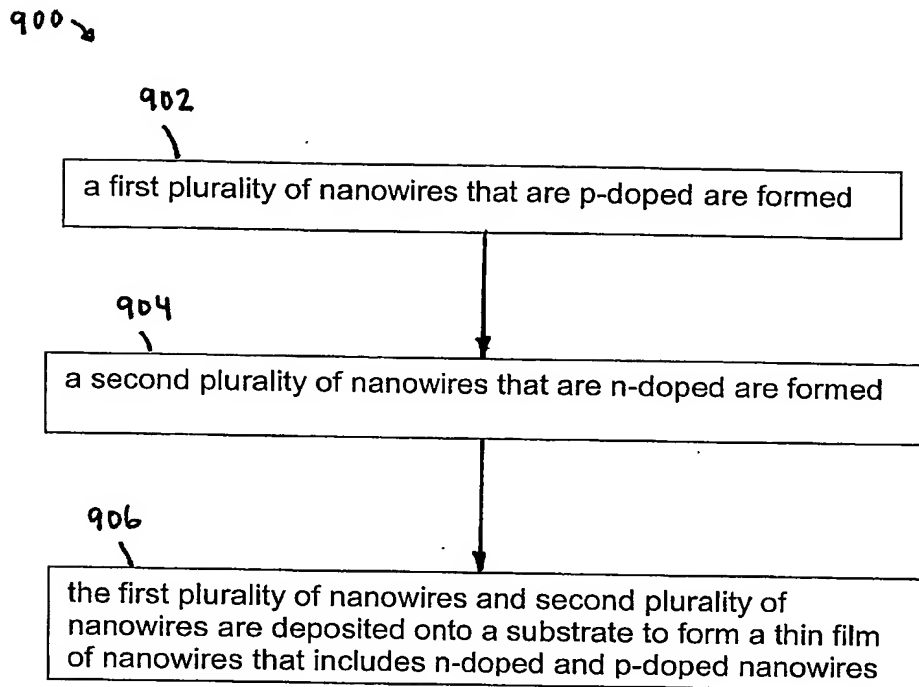 900
902
a first plurality of nanowires that are p-doped are formed
904
a second plurality of nanowires that are n-doped are formed
906
the first plurality of nanowires and second plurality of
nanowires are deposited onto a substrate to form a thin film
of nanowires that includes n-doped and p-doped nanowires